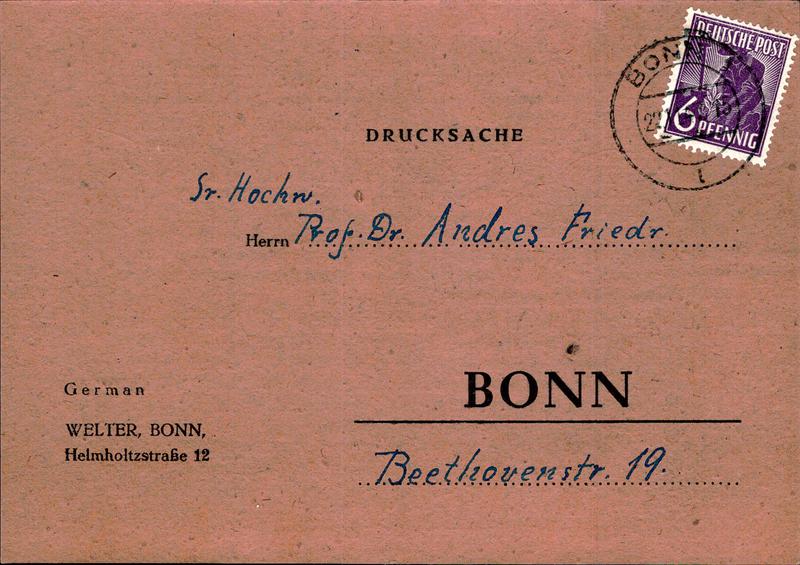 DEUTSCHE POST
6 PFENNIG
BONN
DRUCKSACHE
Sr. Hochw.
Herrn Prof. Dr. Andres Friedr.
BONN
Beethovenstr. 19.
German
WELTER, BONN,
Helmholtzstraße 12